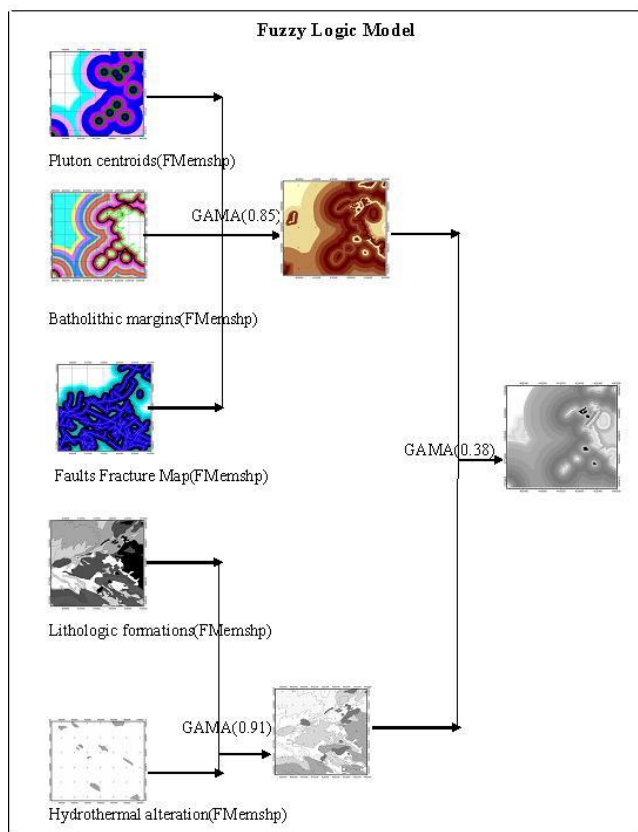 Fuzzy Logic Model
Pluton centroids(FMemshp)
GAMA(0.85)
Batholithic margins(FMemshp)
Faults Fracture Map(FMemshp)
GAMA(0.38)
Lithologic formations(FMemshp)
GAMA(0.91)
Hydrothermal alteration(FMemshp)